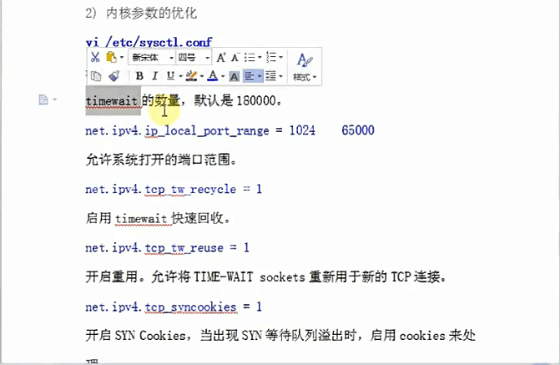 2) 内核参数的优化
vi /etc/sysctl.conf
新宋体 四号 A⁺ A⁻
B I U A A 样式
timewait 的数量，默认是 180000。
net.ipv4.ip_local_port_range = 1024 65000
允许系统打开的端口范围。
net.ipv4.tcp_tw_recycle = 1
启用 timewait 快速回收。
net.ipv4.tcp_tw_reuse = 1
开启重用。允许将 TIME-WAIT sockets 重新用于新的 TCP 连接。
net.ipv4.tcp_syncookies = 1
开启 SYN Cookies，当出现 SYN 等待队列溢出时，启用 cookies 来处